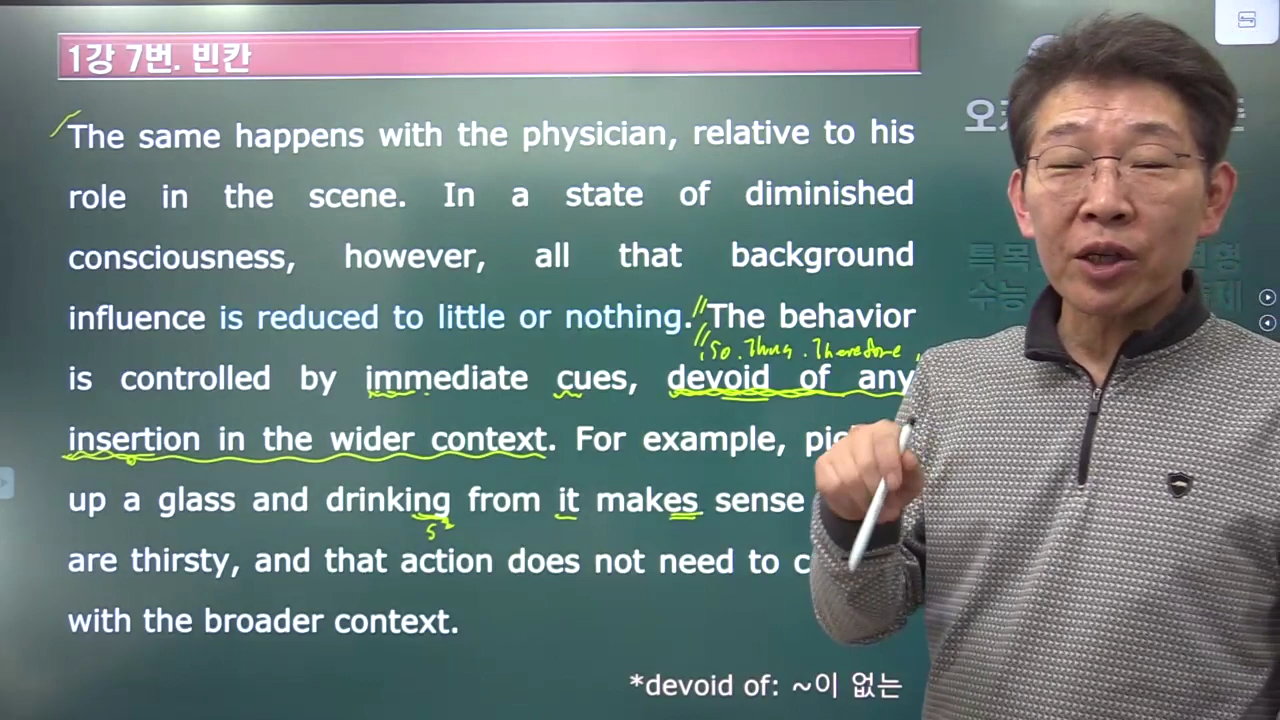 1강 7번. 빈칸
The same happens with the physician, relative to his
role in the scene. In a state of diminished
consciousness, however, all that background
influence is reduced to little or nothing. The behavior
So. Thus. Therefore,
is controlled by immediate cues, devoid of any
insertion in the wider context. For example,
up a glass and drinking from it makes sense
are thirsty, and that action does not need to
with the broader context.
*devoid of: ~이 없는